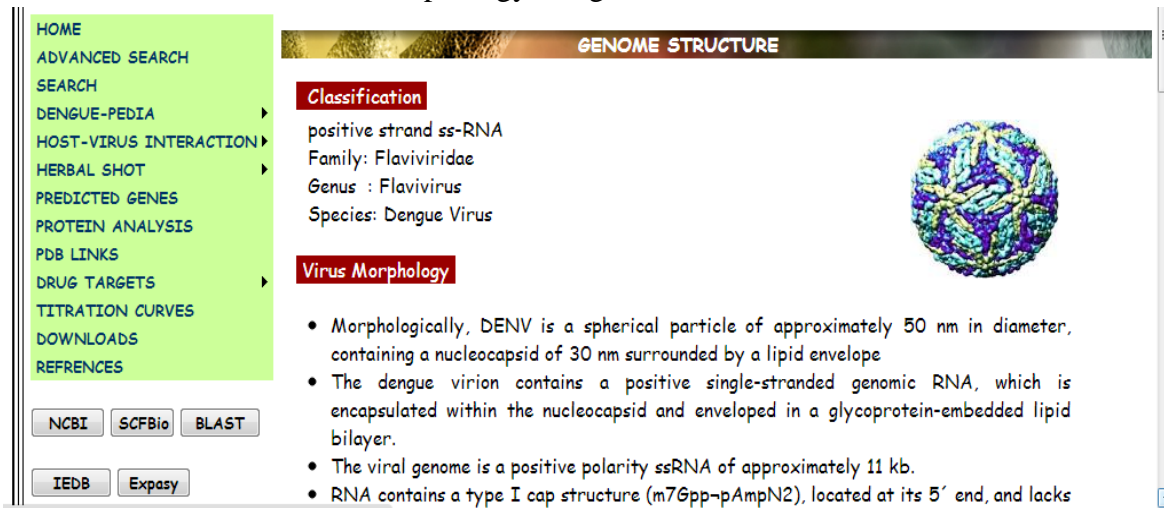 HOME
ADVANCED SEARCH
SEARCH
DENGUE-PEDIA
HOST-VIRUS INTERACTION
HERBAL SHOT
PREDICTED GENES
PROTEIN ANALYSIS
PDB LINKS
DRUG TARGETS
TITRATION CURVES
DOWNLOADS
REFRENCES
NCBI SCFBio BLAST
IEDB Expasy
GENOME STRUCTURE
Classification
positive strand ss-RNA
Family: Flaviviridae
Genus : Flavivirus
Species: Dengue Virus
Virus Morphology
• Morphologically, DENV is a spherical particle of approximately 50 nm in diameter,
containing a nucleocapsid of 30 nm surrounded by a lipid envelope
• The dengue virion contains a positive single-stranded genomic RNA, which is
encapsulated within the nucleocapsid and enveloped in a glycoprotein-embedded lipid
bilayer.
• The viral genome is a positive polarity ssRNA of approximately 11 kb.
• RNA contains a type I cap structure (m7Gpp¬pAmpN2), located at its 5´ end, and lacks